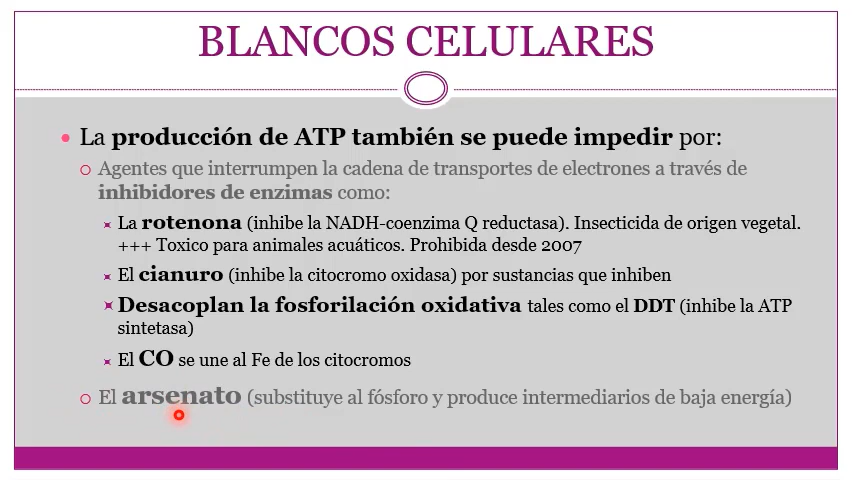 BLANCOS CELULARES
La producción de ATP también se puede impedir por:
Agentes que interrumpen la cadena de transportes de electrones a través de
inhibidores de enzimas como:
La rotenona (inhibe la NADH-coenzima Q reductasa). Insecticida de origen vegetal.
+++ Toxico para animales acuáticos. Prohibida desde 2007
El cianuro (inhibe la citocromo oxidasa) por sustancias que inhiben
Desacoplan la fosforilación oxidativa tales como el DDT (inhibe la ATP
sintetasa)
El CO se une al Fe de los citocromos
El arsenato (substituye al fósforo y produce intermediarios de baja energía)